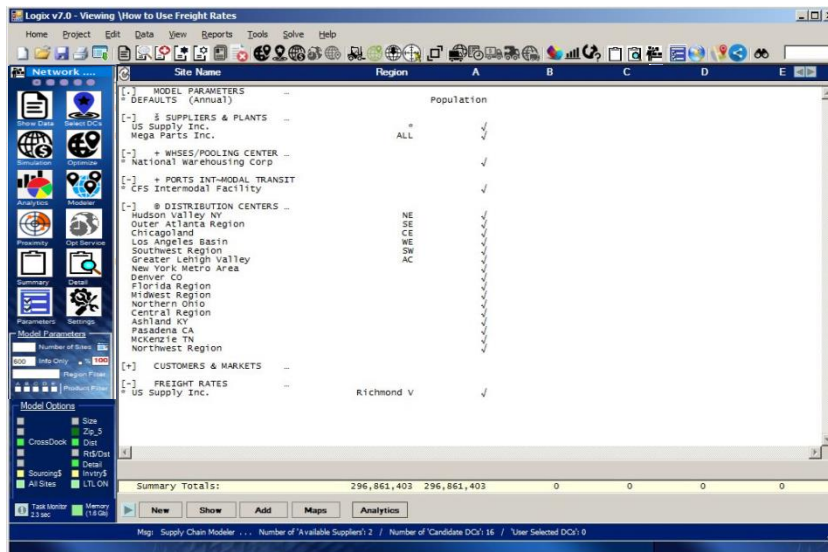 Logix v7.0 - Viewing \How to Use Freight Rates
Home Project Edit Data View Reports Tools Solve Help
Network ....
Site Name Region A B C D E
[.] MODEL PARAMETERS …
* DEFAULTS (Annual) Population
[-] š SUPPLIERS & PLANTS …
US Supply Inc. * √
Mega Parts Inc. ALL √
[-] + WHSES/POOLING CENTER …
* National Warehousing Corp √
[-] + PORTS INT~MODAL TRANSIT
* CFS Intermodal Facility √
[-] ® DISTRIBUTION CENTERS …
Hudson Valley NY NE √
Outer Atlanta Region SE √
Chicagoland CE √
Los Angeles Basin WE √
Southwest Region SW √
Greater Lehigh Valley AC √
New York Metro Area √
Denver CO √
Florida Region √
Midwest Region √
Northern Ohio √
Central Region √
Ashland KY √
Pasadena CA √
McKenzie TN √
Northwest Region √
[+] CUSTOMERS & MARKETS …
[-] FREIGHT RATES …
* US Supply Inc. Richmond V √
Show Data Select DCs
Simulation Optimize
Analytics Modeler
Proximity Opt Service
Summary Detail
Parameters Settings
Model Parameters
Number of Sites
600 Info Only % 100
Region Filter
A B C D E Product Filter
Model Options
Size
Zip_5
CrossDock Dist
Rt$/Dst
Detail
Sourcing$ Invtry$
All Sites LTL ON
Summary Totals: 296,861,403 296,861,403 0 0 0 0
Task Monitor
2.3 sec
Memory
(1.6 Gb)
New Show Add Maps Analytics
Msg: Supply Chain Modeler ... Number of 'Available Suppliers': 2 / Number of 'Candidate DCs': 16 / 'User Selected DCs': 0